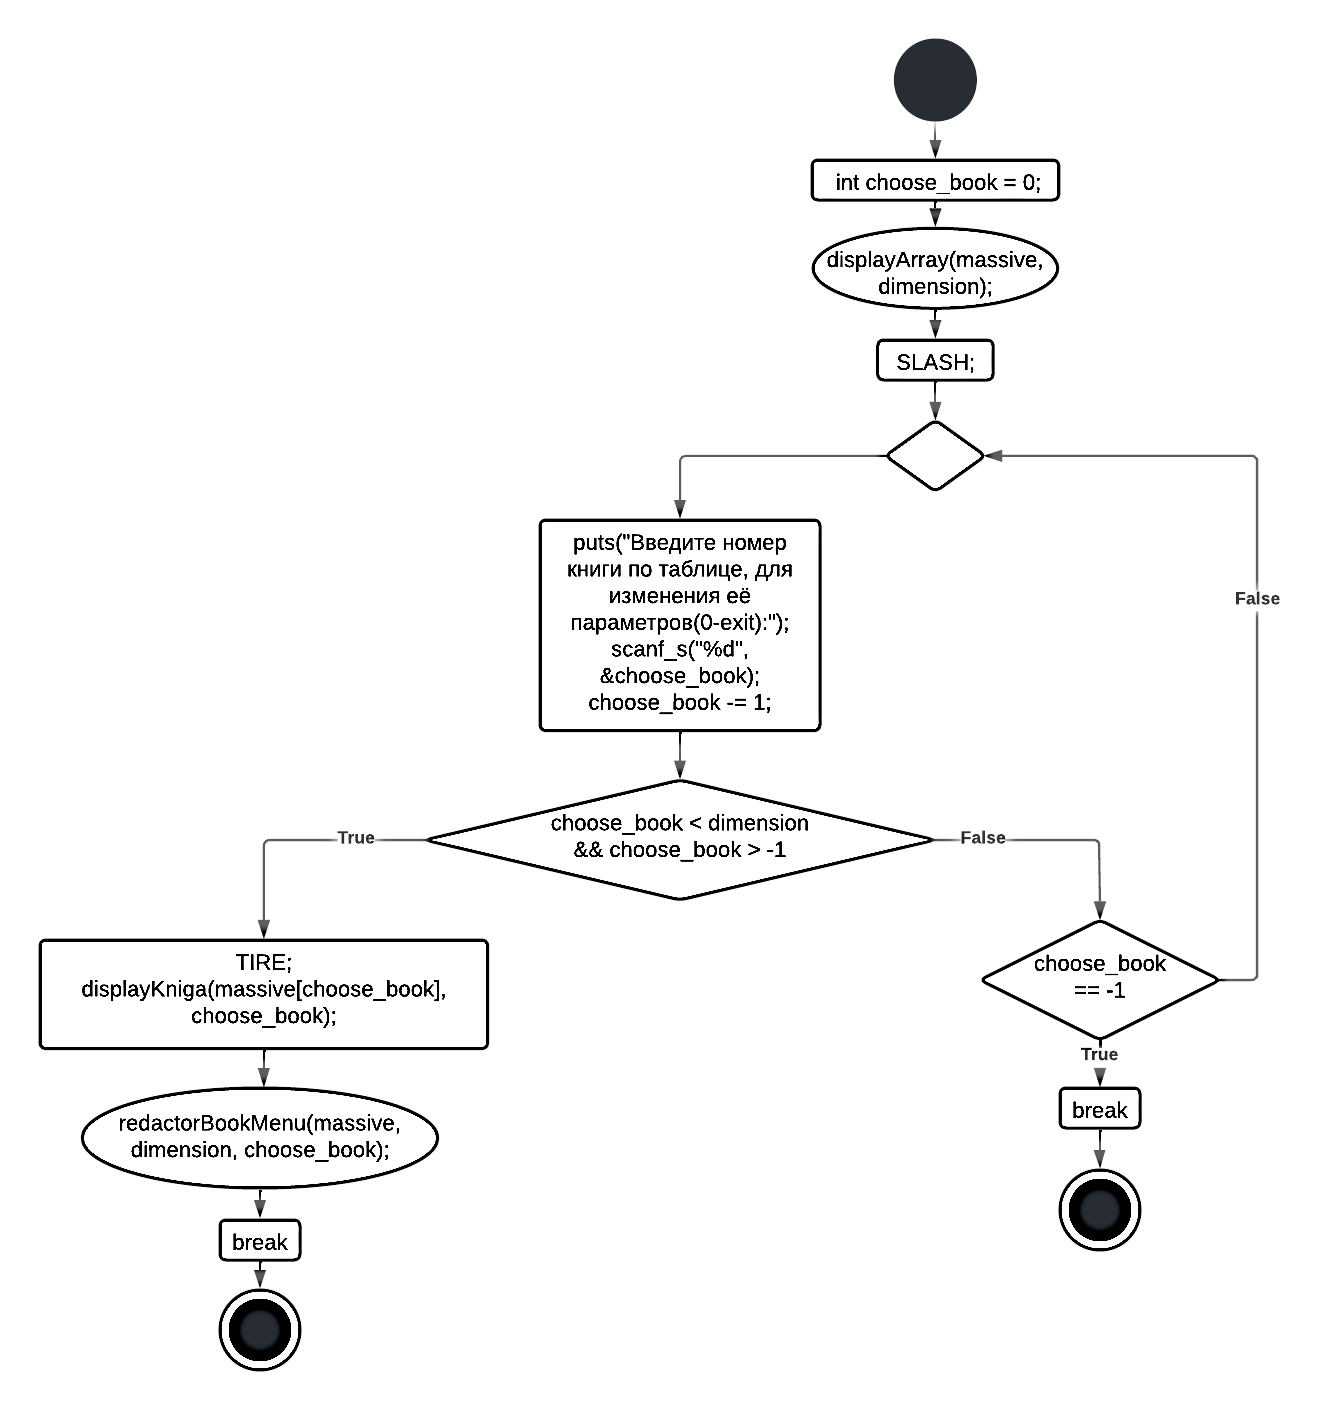 int choose_book = 0;
displayArray(massive,
dimension);
SLASH;
puts("Введите номер
книги по таблице, для
изменения её
параметров(0-exit):");
scanf_s("%d",
&choose_book);
choose_book -= 1;
False
choose_book < dimension
&& choose_book > -1
True
False
TIRE;
displayKniga(massive[choose_book],
choose_book);
choose_book
== -1
True
redactorBookMenu(massive,
dimension, choose_book);
break
break